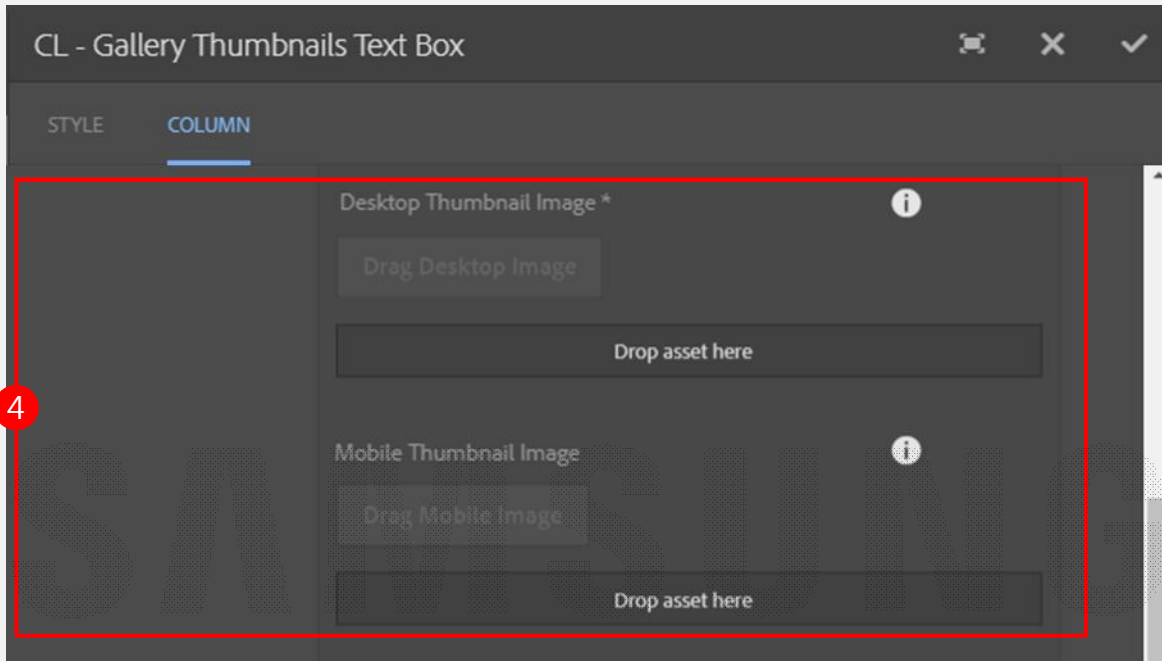 CL - Gallery Thumbnails Text Box
STYLE COLUMN
Desktop Thumbnail Image *
Drag Desktop Image
Drop asset here
4
Mobile Thumbnail Image
Drag Mobile Image
Drop asset here
SAMSUNG